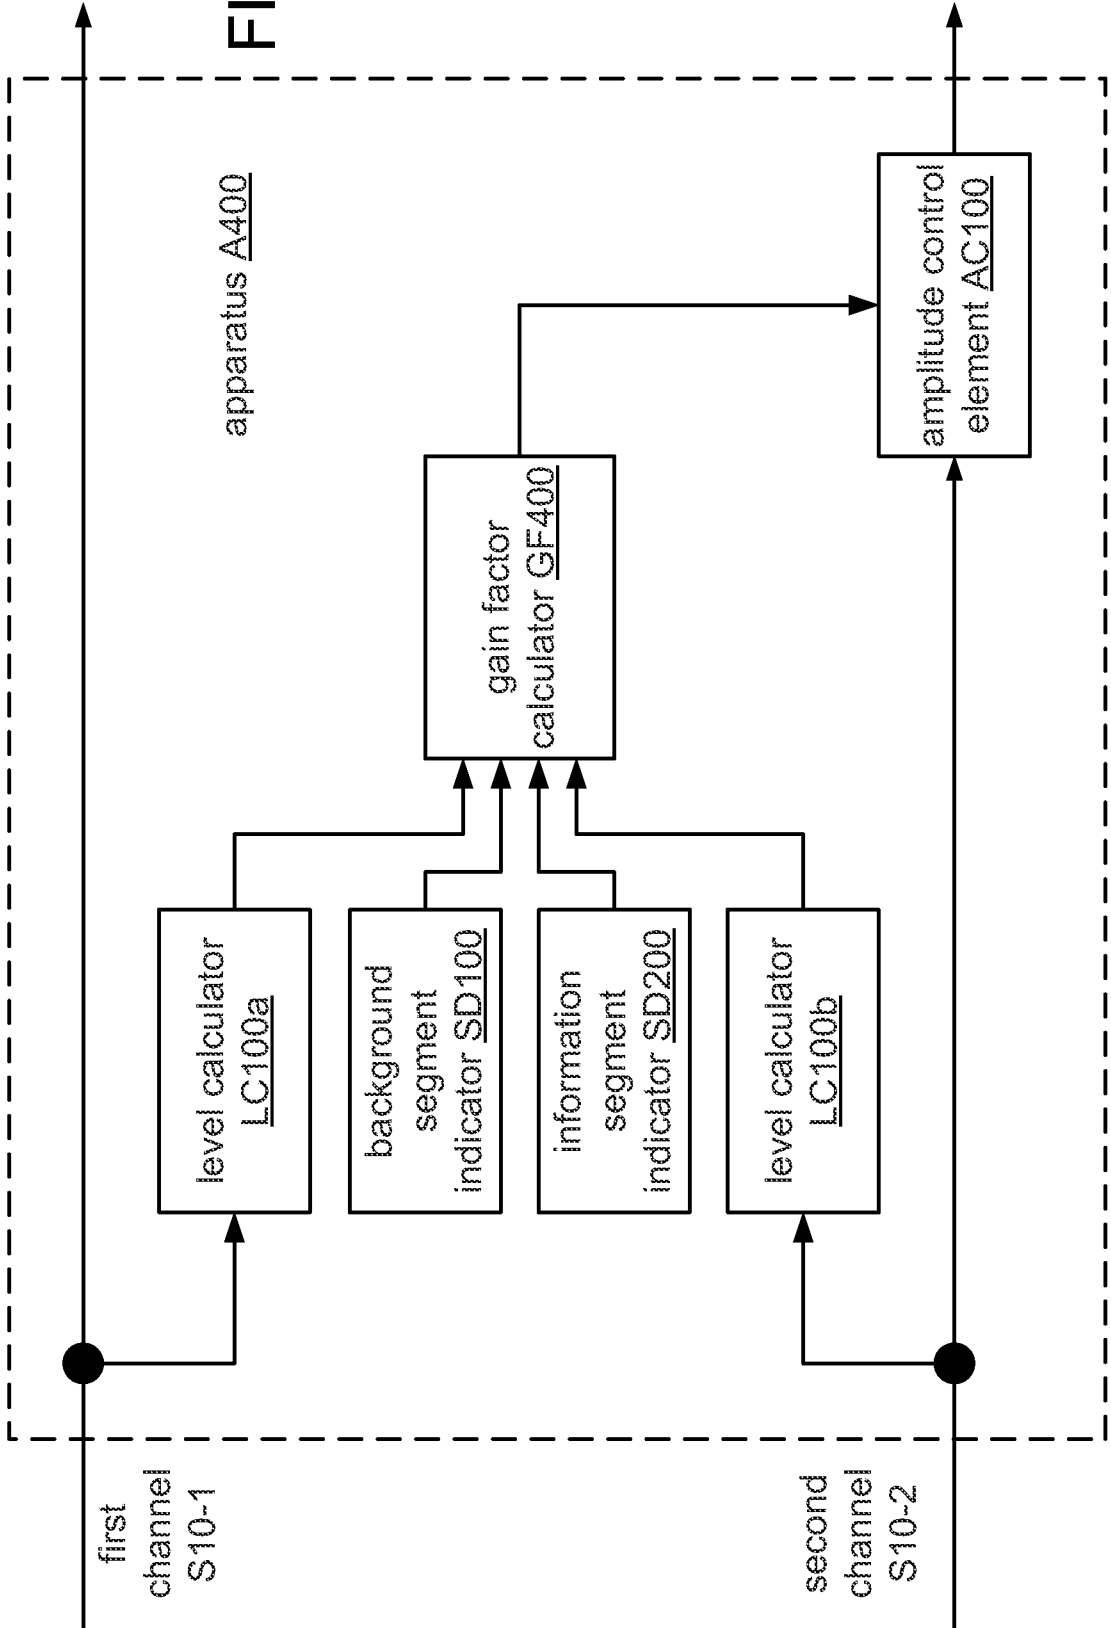 FI
apparatus A400
first
channel
S10-1
level calculator
LC100a
background
segment
indicator SD100
information
segment
indicator SD200
level calculator
LC100b
gain factor
calculator GF400
amplitude control
element AC100
second
channel
S10-2